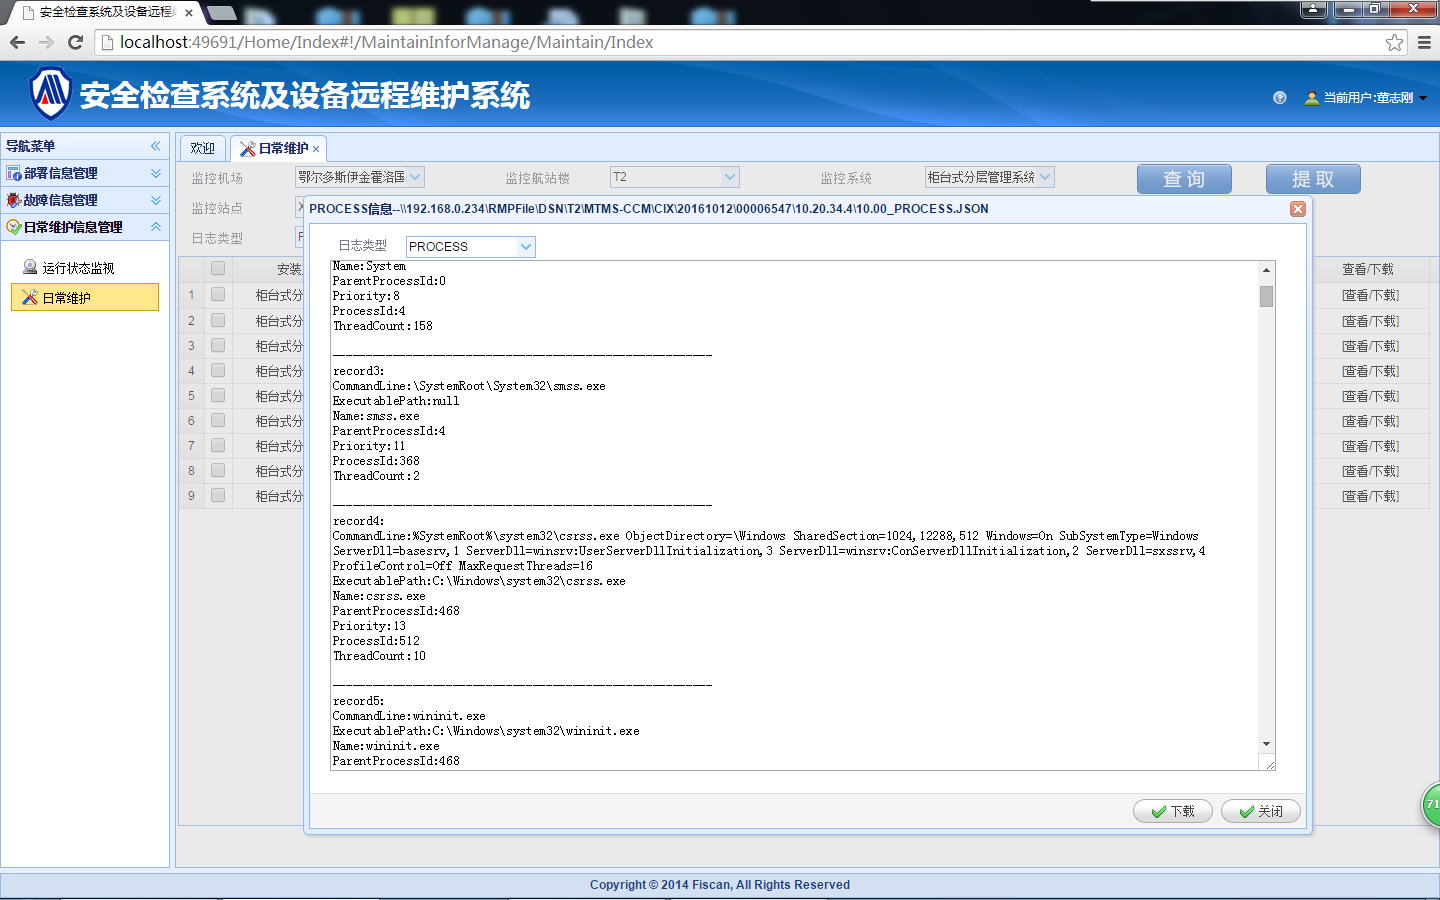 安全检查系统及设备远程
localhost:49691/Home/Index#!/MaintainInforManage/Maintain/Index
安全检查系统及设备远程维护系统
当前用户:董志刚
导航菜单
部署信息管理
故障信息管理
日常维护信息管理
运行状态监视
日常维护
欢迎
日常维护
监控机场
鄂尔多斯伊金霍洛国
监控航站楼
T2
监控系统
柜台式分层管理系统
查 询
提 取
监控站点
日志类型
PROCESS信息--\\192.168.0.234\RMPFile\DSN\T2\MTMS-CCM\CIX\20161012\00006547\10.20.34.4\10.00_PROCESS.JSON
日志类型
PROCESS
Name:System
ParentProcessId:0
Priority:8
ProcessId:4
ThreadCount:158
record3:
CommandLine:\SystemRoot\System32\smss.exe
ExecutablePath:null
Name:smss.exe
ParentProcessId:4
Priority:11
ProcessId:368
ThreadCount:2
record4:
CommandLine:%SystemRoot%\system32\csrss.exe ObjectDirectory=\Windows SharedSection=1024,12288,512 Windows=On SubSystemType=Windows
ServerDll=basesrv,1 ServerDll=winsrv:UserServerDllInitialization,3 ServerDll=winsrv:ConServerDllInitialization,2 ServerDll=sxssrv,4
ProfileControl=Off MaxRequestThreads=16
ExecutablePath:C:\Windows\system32\csrss.exe
Name:csrss.exe
ParentProcessId:468
Priority:13
ProcessId:512
ThreadCount:10
record5:
CommandLine:wininit.exe
ExecutablePath:C:\Windows\system32\wininit.exe
Name:wininit.exe
ParentProcessId:468
下载
关闭
安装
查看/下载
1 柜台式分 [查看/下载]
2 柜台式分 [查看/下载]
3 柜台式分 [查看/下载]
4 柜台式分 [查看/下载]
5 柜台式分 [查看/下载]
6 柜台式分 [查看/下载]
7 柜台式分 [查看/下载]
8 柜台式分 [查看/下载]
9 柜台式分 [查看/下载]
71
Copyright © 2014 Fiscan, All Rights Reserved